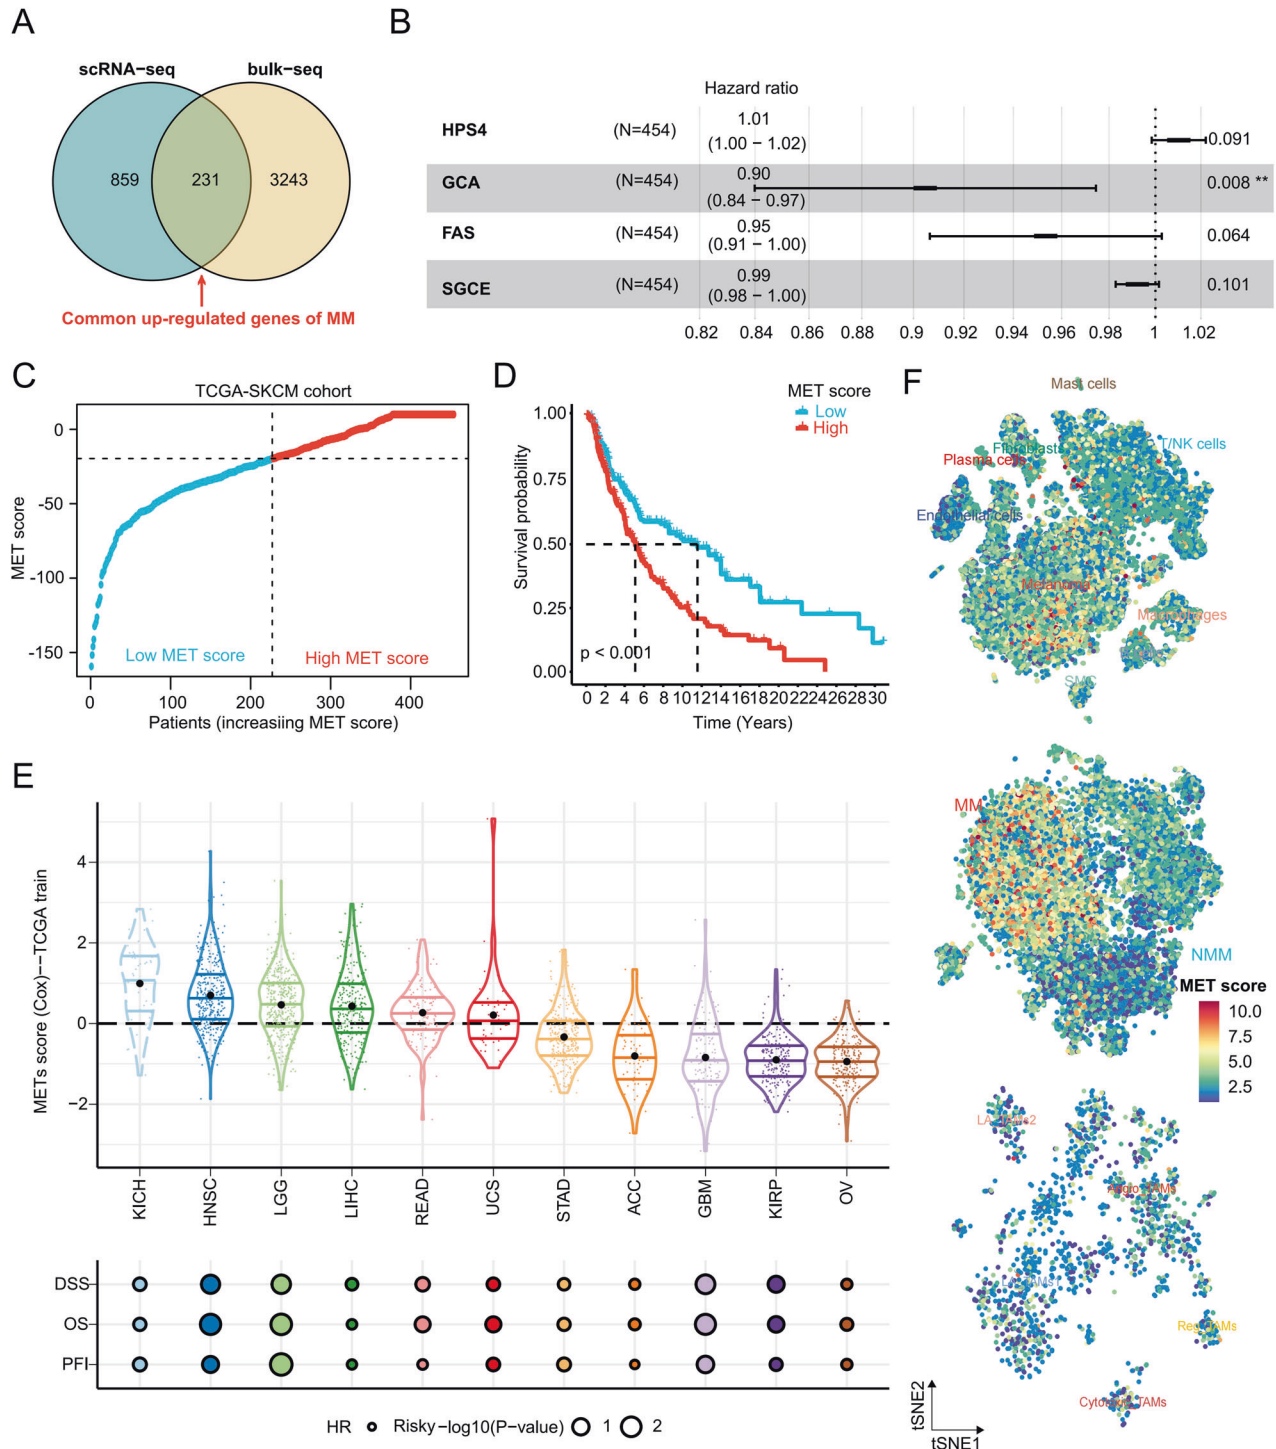 A
scRNA−seq
bulk−seq
859
231
3243
Common up-regulated genes of MM
B
Hazard ratio
HPS4
(N=454)
1.01
(1.00 − 1.02)
0.091
GCA
(N=454)
0.90
(0.84 − 0.97)
0.008 **
FAS
(N=454)
0.95
(0.91 − 1.00)
0.064
SGCE
(N=454)
0.99
(0.98 − 1.00)
0.101
0.82 0.84 0.86 0.88 0.9 0.92 0.94 0.96 0.98 1 1.02
C
TCGA-SKCM cohort
MET score
0
−50
−100
−150
Low MET score
High MET score
0 100 200 300 400
Patients (increasiing MET score)
D
MET score
Low
High
Survival probability
1.00
0.75
0.50
0.25
0.00
p < 0.001
0 2 4 6 8 10 12 14 16 18 20 22 24 26 28 30
Time (Years)
E
METs score (Cox)−−TCGA train
4
2
0
−2
KICH
HNSC
LGG
LIHC
READ
UCS
STAD
ACC
GBM
KIRP
OV
DSS
OS
PFI
HR
Risky
−log10(P−value)
1
2
F
Mast cells
T/NK cells
Fibroblasts
Plasma cells
Endothelial cells
Melanoma
Macrophages
SMC
MM
NMM
MET score
10.0
7.5
5.0
2.5
LA_TAMs2
Angio_TAMs
Reg_TAMs
Cytokine_TAMs
tSNE2
tSNE1